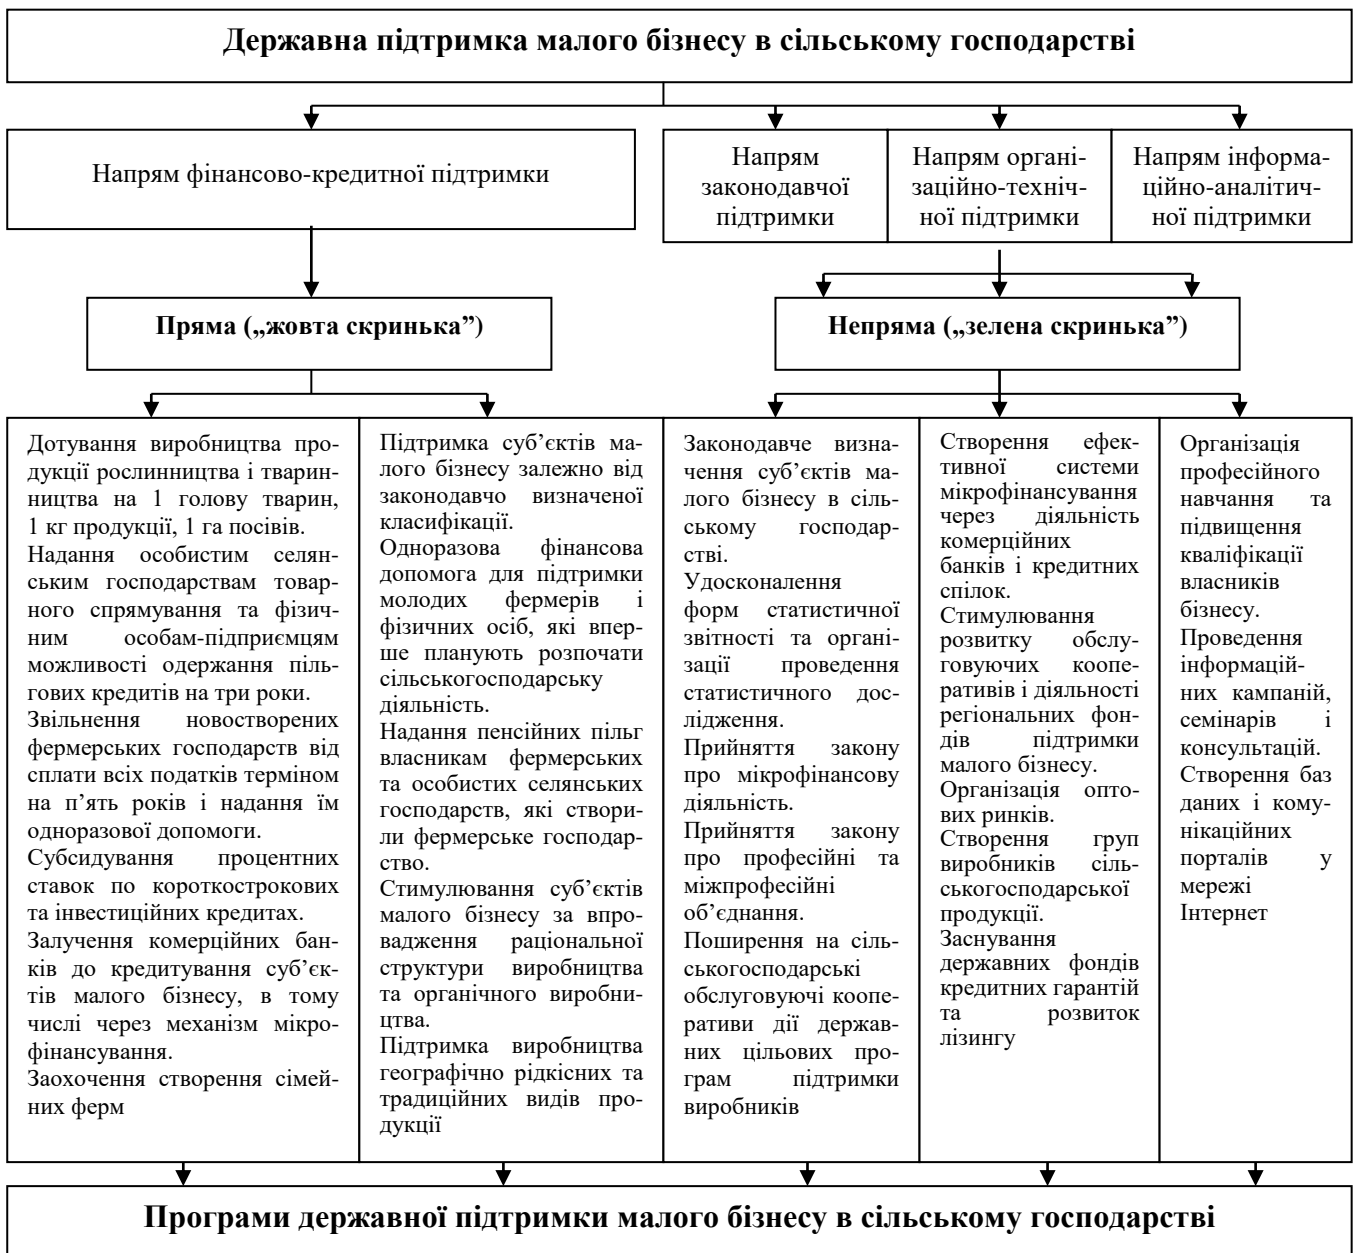 Державна підтримка малого бізнесу в сільському господарстві
Напрям фінансово-кредитної підтримки
Напрям
законодавчої
підтримки
Напрям органі-
заційно-техніч-
ної підтримки
Напрям інформа-
ційно-аналітич-
ної підтримки
Пряма („жовта скринька”)
Непряма („зелена скринька”)
Дотування виробництва про-
дукції рослинництва і тварин-
ництва на 1 голову тварин,
1 кг продукції, 1 га посівів.
Надання особистим селян-
ським господарствам товар-
ного спрямування та фізич-
ним особам-підприємцям
можливості одержання піль-
гових кредитів на три роки.
Звільнення новостворених
фермерських господарств від
сплати всіх податків терміном
на п’ять років і надання їм
одноразової допомоги.
Субсидування процентних
ставок по короткострокових
та інвестиційних кредитах.
Залучення комерційних бан-
ків до кредитування суб’єк-
тів малого бізнесу, в тому
числі через механізм мікро-
фінансування.
Заохочення створення сімей-
них ферм
Підтримка суб’єктів ма-
лого бізнесу залежно від
законодавчо визначеної
класифікації.
Одноразова фінансова
допомога для підтримки
молодих фермерів і
фізичних осіб, які впер-
ше планують розпочати
сільськогосподарську
діяльність.
Надання пенсійних пільг
власникам фермерських
та особистих селянських
господарств, які створи-
ли фермерське господар-
ство.
Стимулювання суб’єктів
малого бізнесу за впро-
вадження раціональної
структури виробництва
та органічного виробни-
цтва.
Підтримка виробництва
географічно рідкісних та
традиційних видів про-
дукції
Законодавче визна-
чення суб’єктів ма-
лого бізнесу в сіль-
ському господар-
стві.
Удосконалення
форм статистичної
звітності та органі-
зації проведення
статистичного дос-
лідження.
Прийняття закону
про мікрофінансову
діяльність.
Прийняття закону
про професійні та
міжпрофесійні
об’єднання.
Поширення на сіль-
ськогосподарські
обслуговуючі коопе-
ративи дії держав-
них цільових про-
грам підтримки
виробників
Створення ефек-
тивної системи
мікрофінансування
через діяльність
комерційних
банків і кредитних
спілок.
Стимулювання
розвитку обслу-
говуючих коопе-
ративів і діяльності
регіональних фон-
дів підтримки
малого бізнесу.
Організація опто-
вих ринків.
Створення груп
виробників сіль-
ськогосподарської
продукції.
Заснування
державних фондів
кредитних гарантій
та розвиток
лізингу
Організація
професійного
навчання та
підвищення
кваліфікації
власників
бізнесу.
Проведення
інформацій-
них кампаній,
семінарів і
консультацій.
Створення баз
даних і кому-
нікаційних
порталів у
мережі
Інтернет
Програми державної підтримки малого бізнесу в сільському господарстві